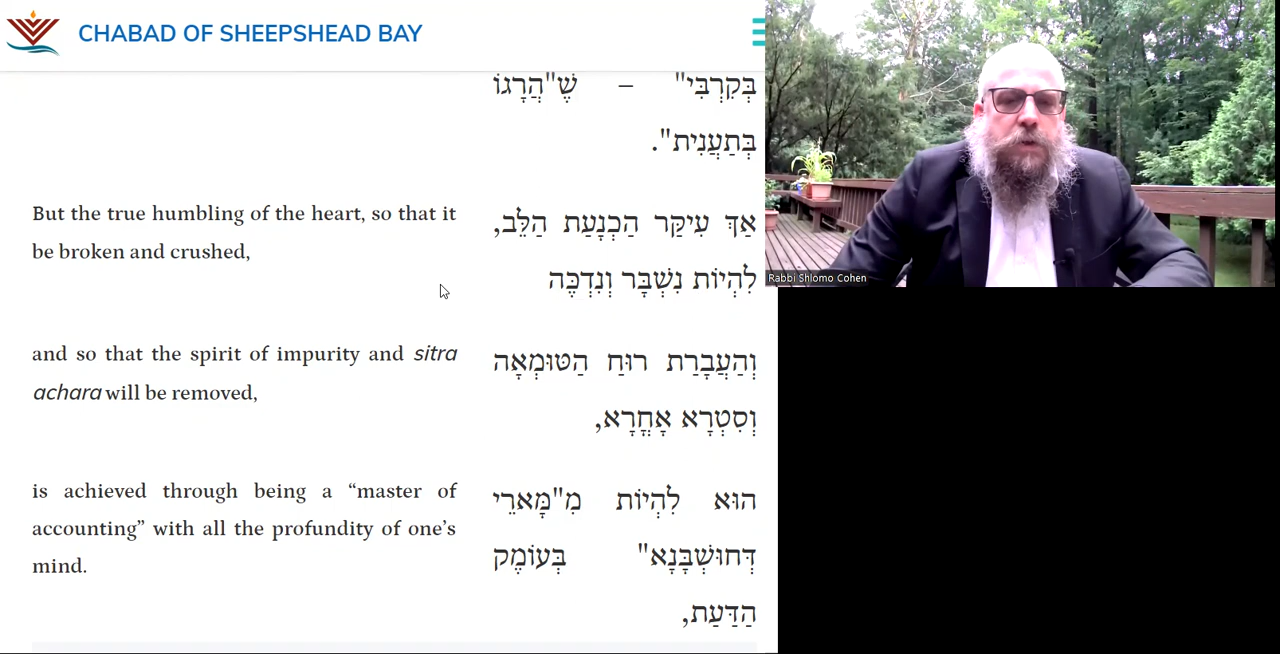 CHABAD OF SHEEPSHEAD BAY
בְּקִרְבִּי" – שֶׁ"הֲרָגוֹ
בְּתַעֲנִית".
But the true humbling of the heart, so that it
be broken and crushed,
אַךְ עִיקַּר הַכְנָעַת הַלֵּב,
לִהְיוֹת נִשְׁבָּר וְנִדְכֶּה
and so that the spirit of impurity and sitra
achara will be removed,
וְהַעֲבָרַת רוּחַ הַטּוּמְאָה
וְסִטְרָא אָחֳרָא,
is achieved through being a “master of
accounting” with all the profundity of one’s
mind.
הוּא לִהְיוֹת מִ"מָּארֵי
דְּחוּשְׁבָּנָא" בְּעוֹמֶק
הַדַּעַת,
Rabbi Shlomo Cohen